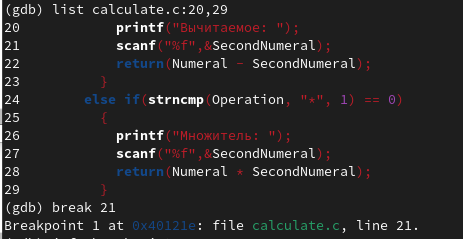 (gdb) list calculate.c:20,29
20 printf("Вычитаемое: ");
21 scanf("%f",&SecondNumeral);
22 return(Numeral - SecondNumeral);
23 }
24 else if(strncmp(Operation, "*", 1) == 0)
25 {
26 printf("Множитель: ");
27 scanf("%f",&SecondNumeral);
28 return(Numeral * SecondNumeral);
29 }
(gdb) break 21
Breakpoint 1 at 0x40121e: file calculate.c, line 21.